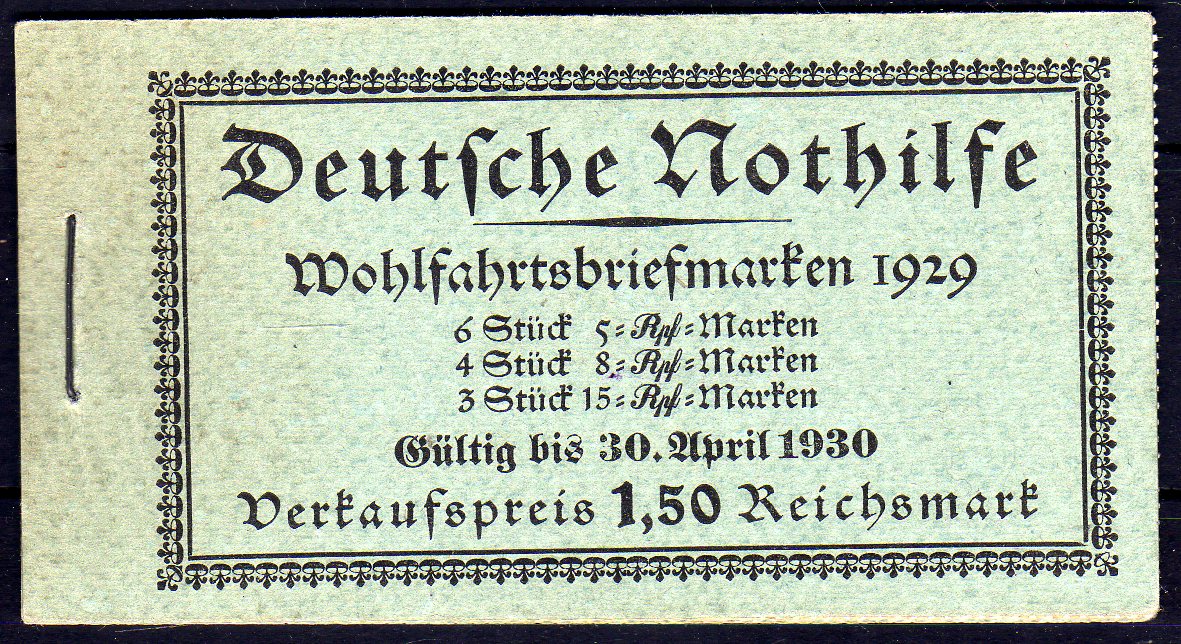 Deutſche Nothilfe
Wohlfahrtsbriefmarken 1929
6 Stück 5=Rpf=Marken
4 Stück 8=Rpf=Marken
3 Stück 15=Rpf=Marken
Gültig bis 30. April 1930
Verkaufspreis 1,50 Reichsmark